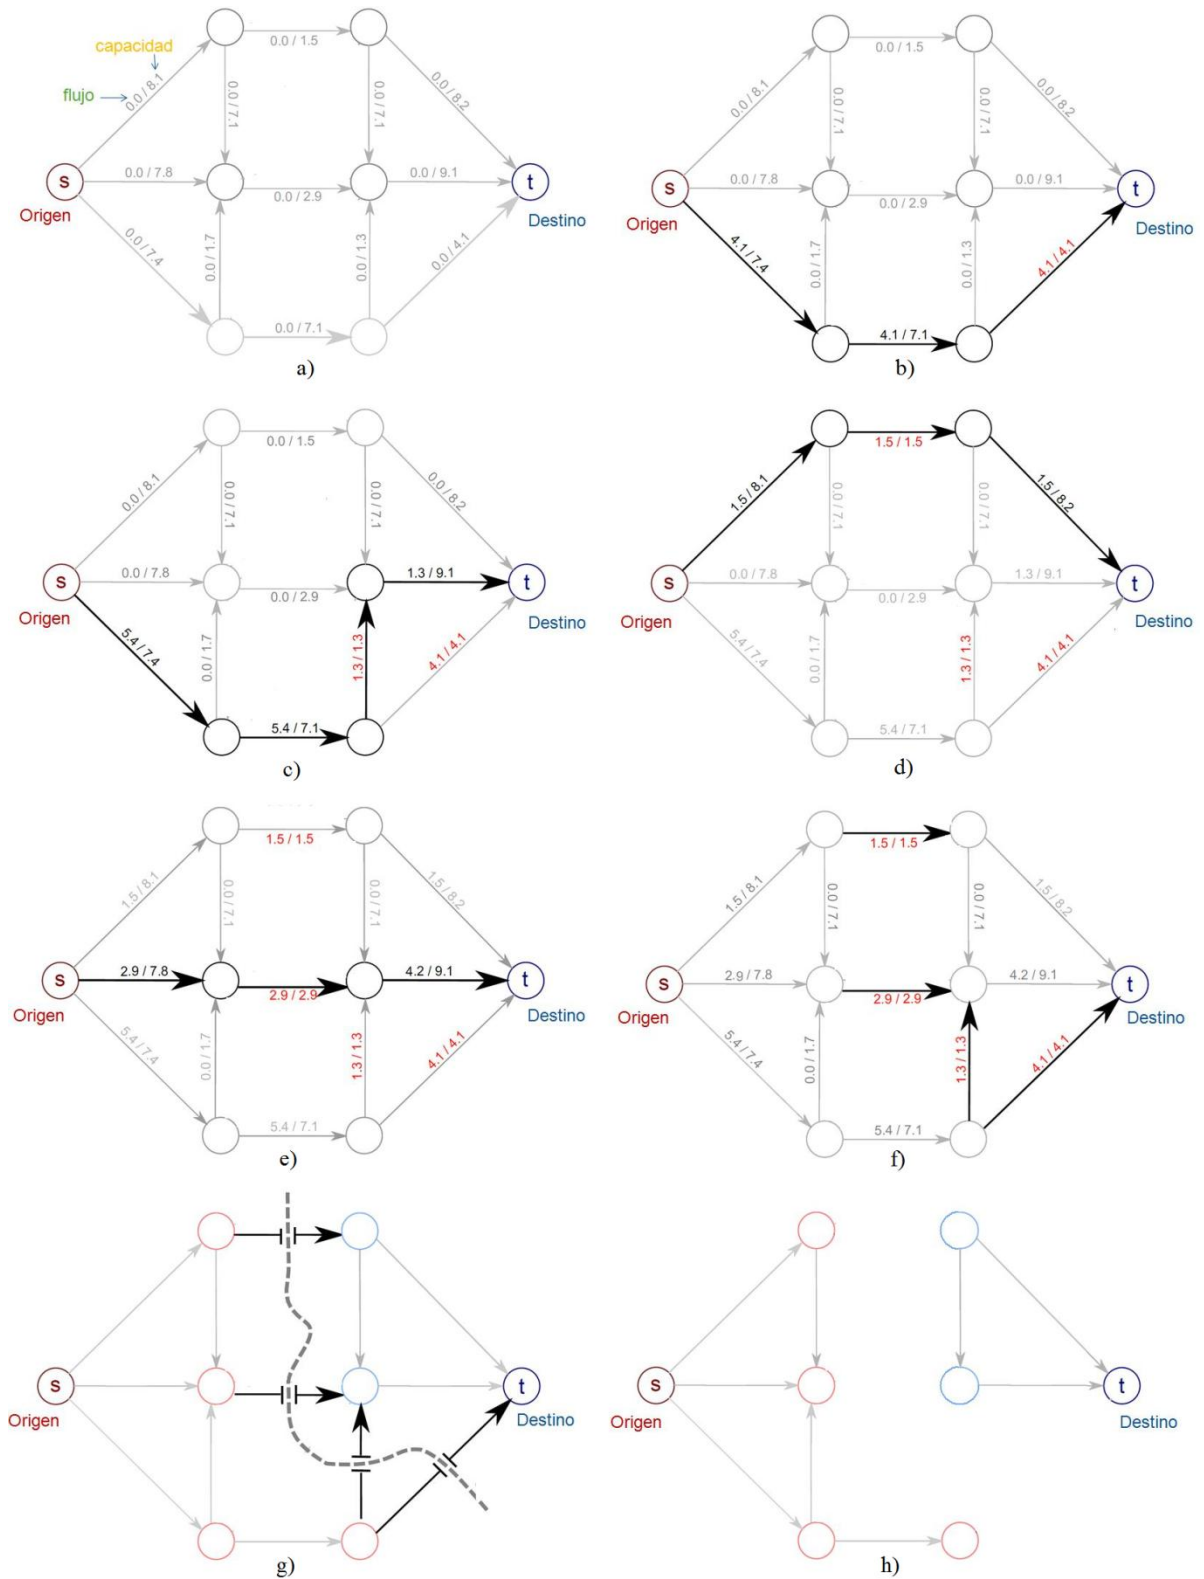 capacidad
flujo
0.0 / 8.1
0.0 / 1.5
0.0 / 7.1
0.0 / 7.1
0.0 / 8.2
s
0.0 / 7.8
0.0 / 2.9
0.0 / 9.1
t
Origen
Destino
0.0 / 7.4
0.0 / 1.7
0.0 / 1.3
0.0 / 4.1
0.0 / 7.1
a)
0.0 / 8.1
0.0 / 1.5
0.0 / 7.1
0.0 / 7.1
0.0 / 8.2
s
0.0 / 7.8
0.0 / 2.9
0.0 / 9.1
t
Origen
Destino
4.1 / 7.4
0.0 / 1.7
0.0 / 1.3
4.1 / 4.1
4.1 / 7.1
b)
0.0 / 8.1
0.0 / 1.5
0.0 / 7.1
0.0 / 7.1
0.0 / 8.2
s
0.0 / 7.8
0.0 / 2.9
1.3 / 9.1
t
Origen
Destino
5.4 / 7.4
0.0 / 1.7
1.3 / 1.3
4.1 / 4.1
5.4 / 7.1
c)
1.5 / 8.1
1.5 / 1.5
0.0 / 7.1
0.0 / 7.1
1.5 / 8.2
s
0.0 / 7.8
0.0 / 2.9
1.3 / 9.1
t
Origen
Destino
5.4 / 7.4
0.0 / 1.7
1.3 / 1.3
4.1 / 4.1
5.4 / 7.1
d)
1.5 / 8.1
1.5 / 1.5
0.0 / 7.1
0.0 / 7.1
1.5 / 8.2
s
2.9 / 7.8
2.9 / 2.9
4.2 / 9.1
t
Origen
Destino
5.4 / 7.4
0.0 / 1.7
1.3 / 1.3
4.1 / 4.1
5.4 / 7.1
e)
1.5 / 8.1
1.5 / 1.5
0.0 / 7.1
0.0 / 7.1
1.5 / 8.2
s
2.9 / 7.8
2.9 / 2.9
4.2 / 9.1
t
Origen
Destino
5.4 / 7.4
0.0 / 1.7
1.3 / 1.3
4.1 / 4.1
5.4 / 7.1
f)
s
t
Origen
Destino
g)
s
t
Origen
Destino
h)